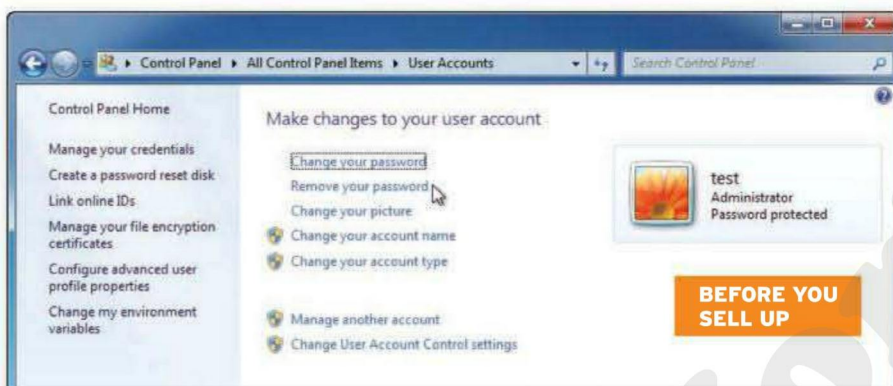 Control Panel ▸ All Control Panel Items ▸ User Accounts
Search Control Panel
Control Panel Home
Manage your credentials
Create a password reset disk
Link online IDs
Manage your file encryption
certificates
Configure advanced user
profile properties
Change my environment
variables
Make changes to your user account
Change your password
Remove your password
Change your picture
Change your account name
Change your account type
Manage another account
Change User Account Control settings
test
Administrator
Password protected
BEFORE YOU
SELL UP